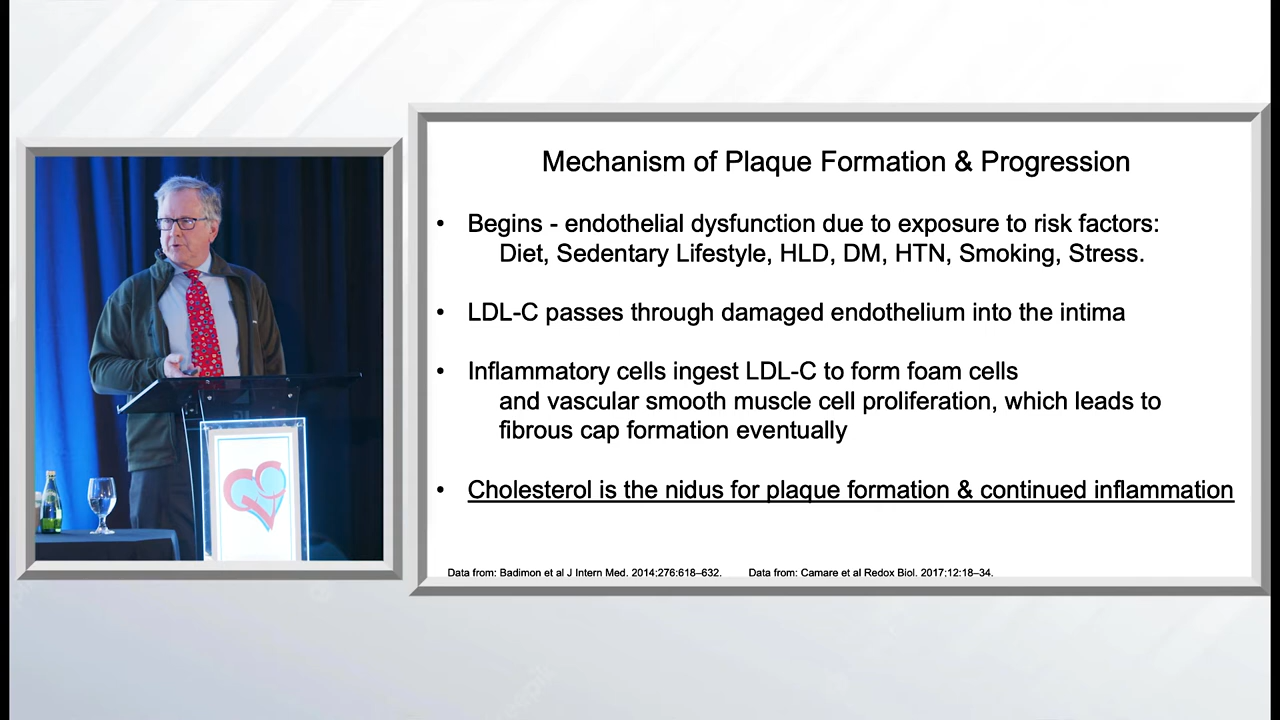 Mechanism of Plaque Formation & Progression
• Begins - endothelial dysfunction due to exposure to risk factors:
Diet, Sedentary Lifestyle, HLD, DM, HTN, Smoking, Stress.
• LDL-C passes through damaged endothelium into the intima
• Inflammatory cells ingest LDL-C to form foam cells
and vascular smooth muscle cell proliferation, which leads to
fibrous cap formation eventually
• Cholesterol is the nidus for plaque formation & continued inflammation
Data from: Badimon et al J Intern Med. 2014;276:618–632. Data from: Camare et al Redox Biol. 2017;12:18–34.